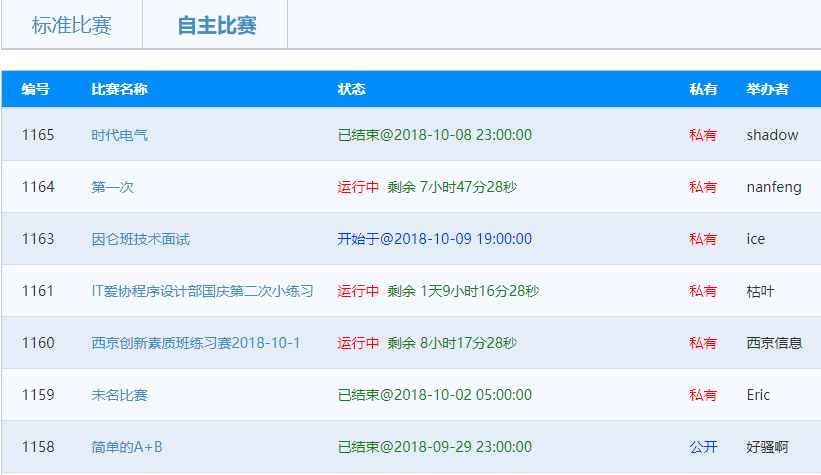 标准比赛 自主比赛
编号 比赛名称 状态 私有 举办者
1165 时代电气 已结束@2018-10-08 23:00:00 私有 shadow
1164 第一次 运行中 剩余 7小时47分28秒 私有 nanfeng
1163 因仑班技术面试 开始于@2018-10-09 19:00:00 私有 ice
1161 IT爱协程序设计部国庆第二次小练习 运行中 剩余 1天9小时16分28秒 私有 枯叶
1160 西京创新素质班练习赛2018-10-1 运行中 剩余 8小时17分28秒 私有 西京信息
1159 未名比赛 已结束@2018-10-02 05:00:00 私有 Eric
1158 简单的A+B 已结束@2018-09-29 23:00:00 公开 好骚啊